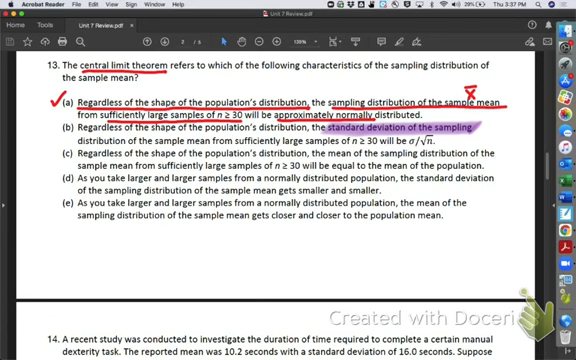 Acrobat Reader File Edit View Sign Window Help
29% Thu 3:37 PM
Unit 7 Review.pdf
Home Tools
Unit 7 Review.pdf
2 / 5
13. The central limit theorem refers to which of the following characteristics of the sampling distribution of
the sample mean?
x̄
(a) Regardless of the shape of the population's distribution, the sampling distribution of the sample mean
from sufficiently large samples of n ≥ 30 will be approximately normally distributed.
(b) Regardless of the shape of the population's distribution, the standard deviation of the sampling
distribution of the sample mean from sufficiently large samples of n ≥ 30 will be σ/√n.
(c) Regardless of the shape of the population's distribution, the mean of the sampling distribution of the
sample mean from sufficiently large samples of n ≥ 30 will be equal to the mean of the population.
(d) As you take larger and larger samples from a normally distributed population, the standard deviation
of the sampling distribution of the sample mean gets smaller and smaller.
(e) As you take larger and larger samples from a normally distributed population, the mean of the
sampling distribution of the sample mean gets closer and closer to the population mean.
Created with Doceri
14. A recent study was conducted to investigate the duration of time required to complete a certain manual
dexterity task. The reported mean was 10.2 seconds with a standard deviation of 16.0 seconds. Suppose